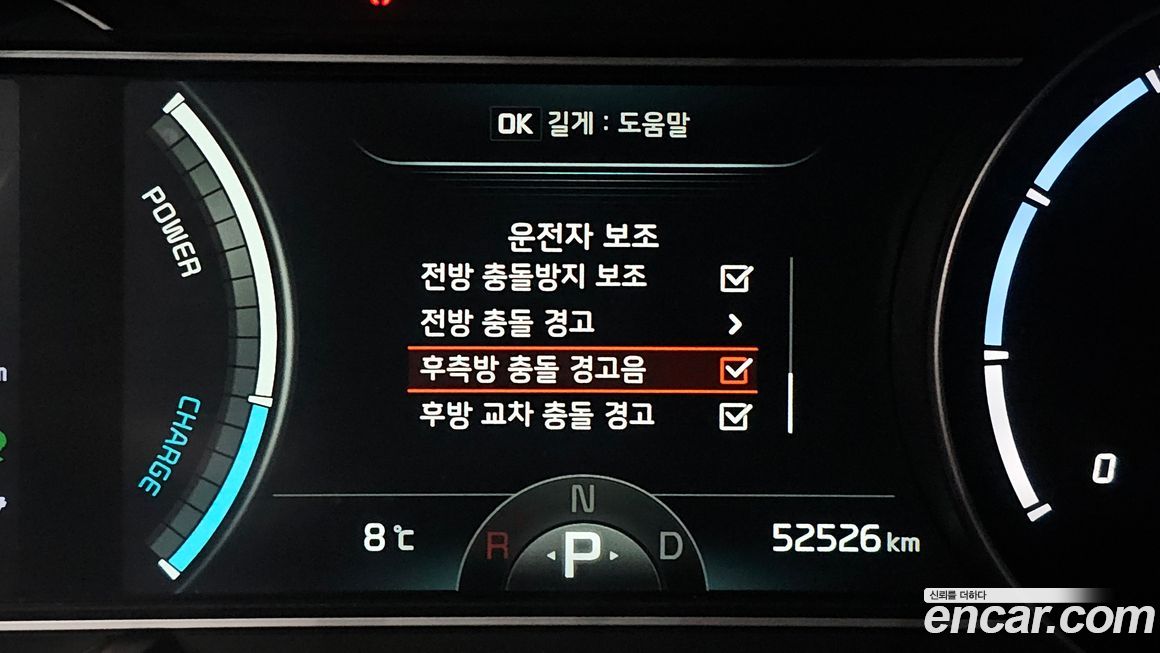 OK 길게 : 도움말
운전자 보조
전방 충돌방지 보조
전방 충돌 경고
후측방 충돌 경고음
후방 교차 충돌 경고
POWER
CHARGE
N
R P D
8℃
52526 km
0
신뢰를 더하다
encar.com